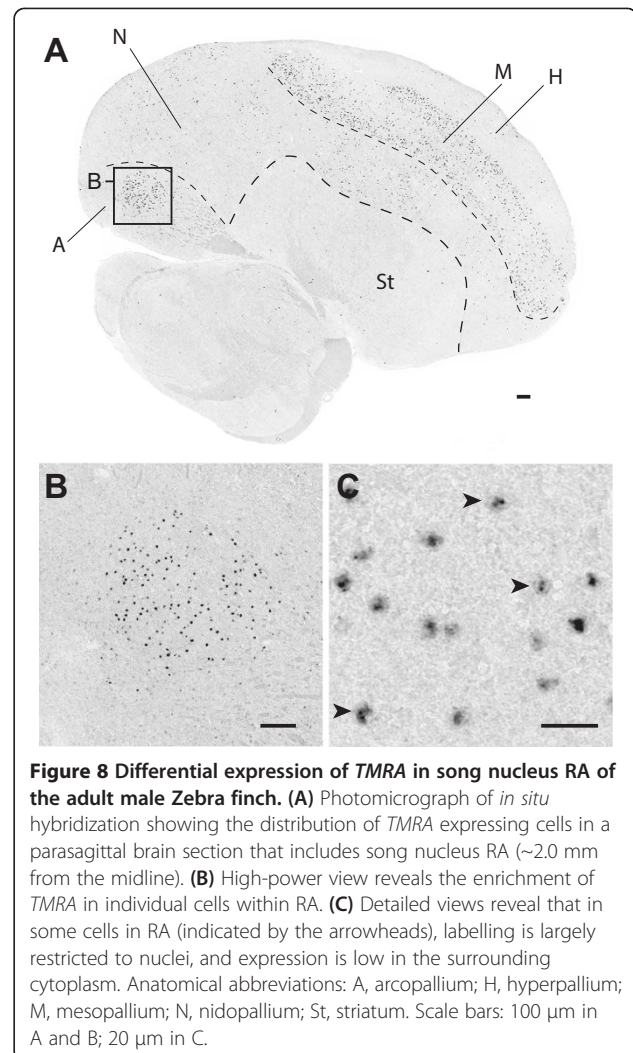 A
N
M
H
B
A
St
B
C
Figure 8 Differential expression of TMRA in song nucleus RA of
the adult male Zebra finch. (A) Photomicrograph of in situ
hybridization showing the distribution of TMRA expressing cells in a
parasagittal brain section that includes song nucleus RA (~2.0 mm
from the midline). (B) High-power view reveals the enrichment of
TMRA in individual cells within RA. (C) Detailed views reveal that in
some cells in RA (indicated by the arrowheads), labelling is largely
restricted to nuclei, and expression is low in the surrounding
cytoplasm. Anatomical abbreviations: A, arcopallium; H, hyperpallium;
M, mesopallium; N, nidopallium; St, striatum. Scale bars: 100 μm in
A and B; 20 μm in C.